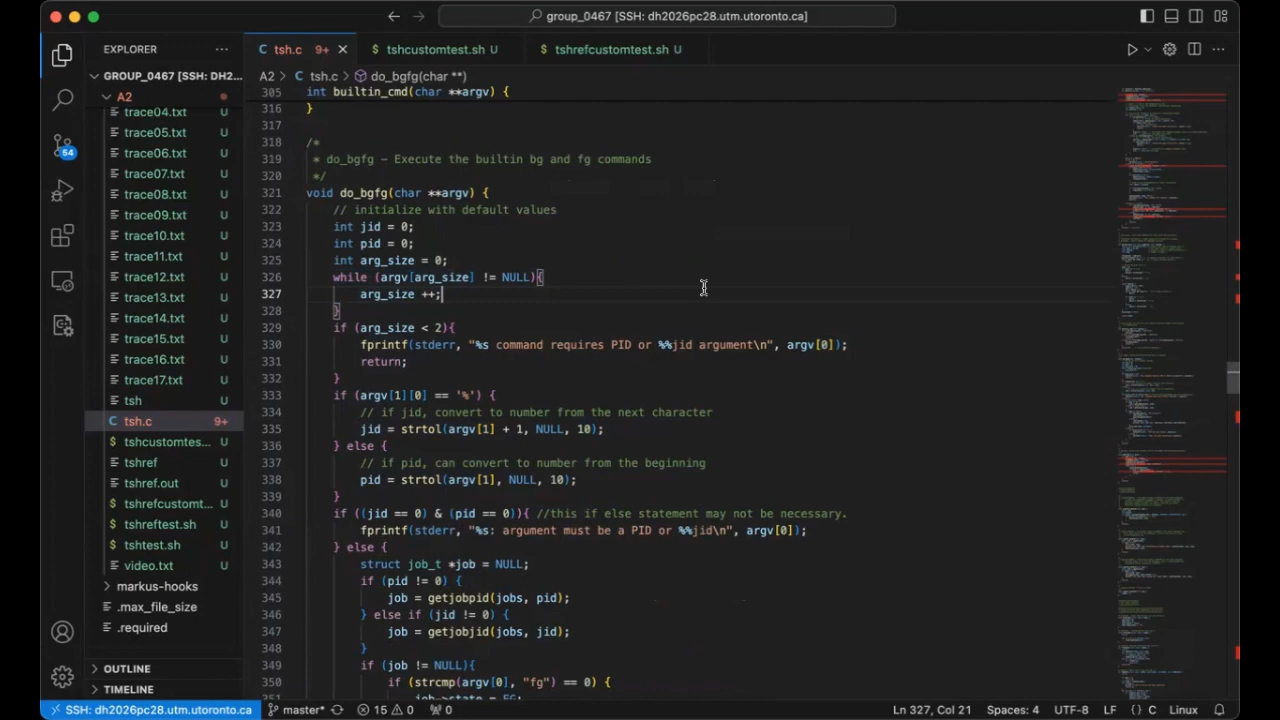 group_0467 [SSH: dh2026pc28.utm.utoronto.ca]
EXPLORER
tsh.c 9+
tshcustomtest.sh U
tshrefcustomtest.sh U
GROUP_0467 [SSH: DH2...
A2 > C tsh.c > do_bgfg(char **)
A2
trace04.txt U
trace05.txt U
trace06.txt U
trace07.txt U
trace08.txt U
trace09.txt U
trace10.txt U
trace11.txt U
trace12.txt U
trace13.txt U
trace14.txt U
trace15.txt U
trace16.txt U
trace17.txt U
tsh U
C tsh.c 9+
$ tshcustomtes... U
tshref U
tshref.out U
$ tshrefcustomt... U
$ tshreftest.sh U
$ tshtest.sh U
video.txt U
markus-hooks
.max_file_size
.required
OUTLINE
TIMELINE
54
305 int builtin_cmd(char **argv) {
316 }
317
318 /*
319 * do_bgfg - Execute the builtin bg and fg commands
320 */
321 void do_bgfg(char **argv) {
322 // initialize with default values
323 int jid = 0;
324 int pid = 0;
325 int arg_size = 0;
326 while (argv[arg_size] != NULL){
327 arg_size ++;
328 }
329 if (arg_size < 2){
330 fprintf(stderr, "%s command requires PID or %%jid argument\n", argv[0]);
331 return;
332 }
333 if (argv[1][0] == '%') {
334 // if jid, convert to number from the next character
335 jid = strtol(argv[1] + 1, NULL, 10);
336 } else {
337 // if pid, can convert to number from the beginning
338 pid = strtol(argv[1], NULL, 10);
339 }
340 if ((jid == 0) & (pid == 0)){ //this if else statement may not be necessary.
341 fprintf(stderr, "%s: argument must be a PID or %%jid\n", argv[0]);
342 } else {
343 struct job_t *job = NULL;
344 if (pid != 0) {
345 job = getjobpid(jobs, pid);
346 } else if (jid != 0) {
347 job = getjobjid(jobs, jid);
348 }
349 if (job != NULL){
350 if (strcmp(argv[0], "fg") == 0) {
351 job->state = FG;
SSH: dh2026pc28.utm.utoronto.ca master* 15 0 0 Ln 327, Col 21 Spaces: 4 UTF-8 LF {} C Linux